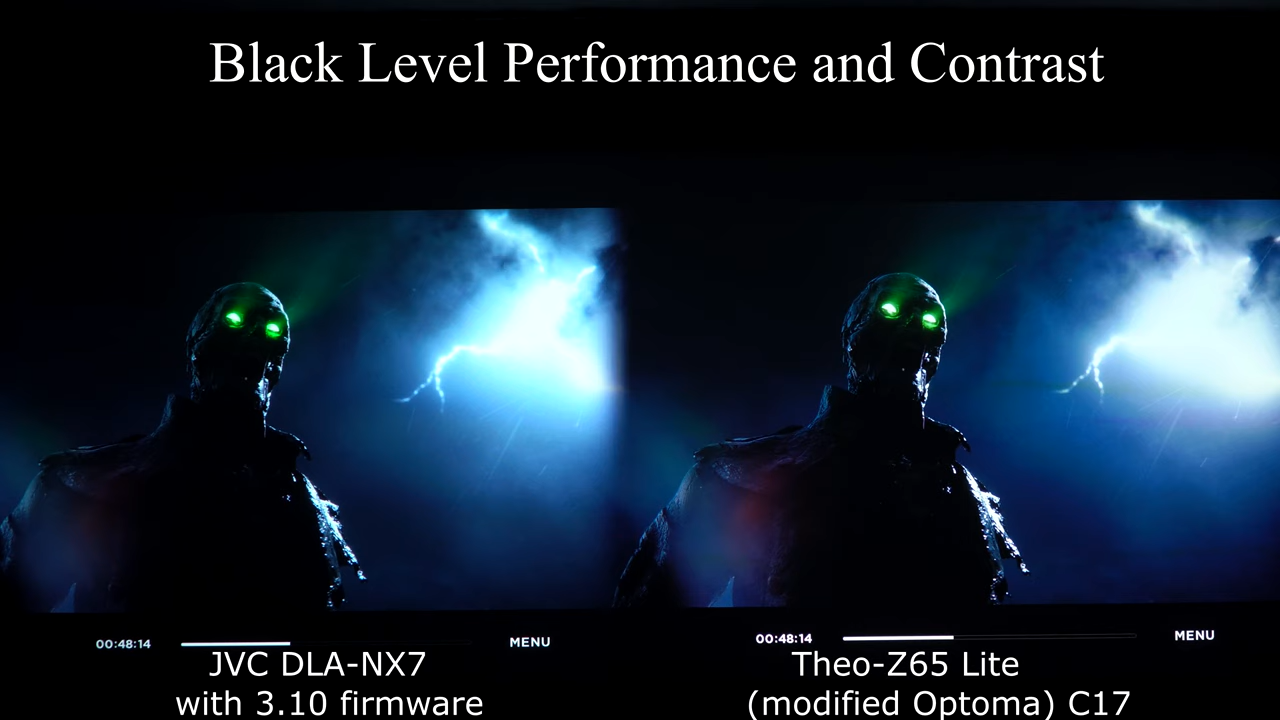 Black Level Performance and Contrast
00:48:14 MENU 00:48:14 MENU
JVC DLA-NX7 Theo-Z65 Lite
with 3.10 firmware (modified Optoma) C17